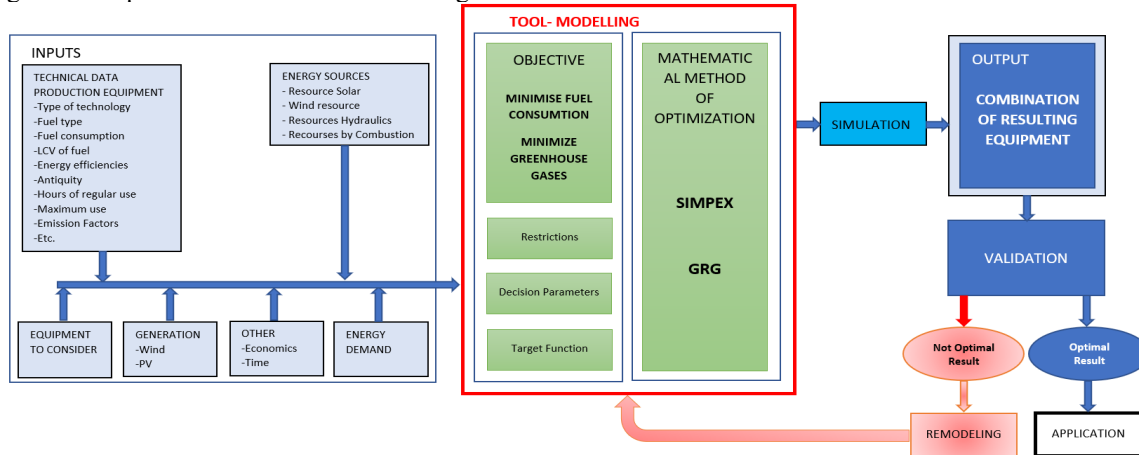 TOOL- MODELLING
INPUTS
TECHNICAL DATA
PRODUCTION EQUIPMENT
-Type of technology
-Fuel type
-Fuel consumption
-LCV of fuel
-Energy efficiencies
-Antiquity
-Hours of regular use
-Maximum use
-Emission Factors
-Etc.
ENERGY SOURCES
- Resource Solar
- Wind resource
- Resources Hydraulics
- Recourses by Combustion
EQUIPMENT
TO CONSIDER
GENERATION
-Wind
-PV
OTHER
-Economics
-Time
ENERGY
DEMAND
OBJECTIVE
MINIMISE FUEL
CONSUMTION
MINIMIZE
GREENHOUSE
GASES
Restrictions
Decision Parameters
Target Function
MATHEMATIC
AL METHOD
OF
OPTIMIZATION
SIMPEX
GRG
SIMULATION
OUTPUT
COMBINATION
OF RESULTING
EQUIPMENT
VALIDATION
Not Optimal
Result
Optimal
Result
REMODELING
APPLICATION